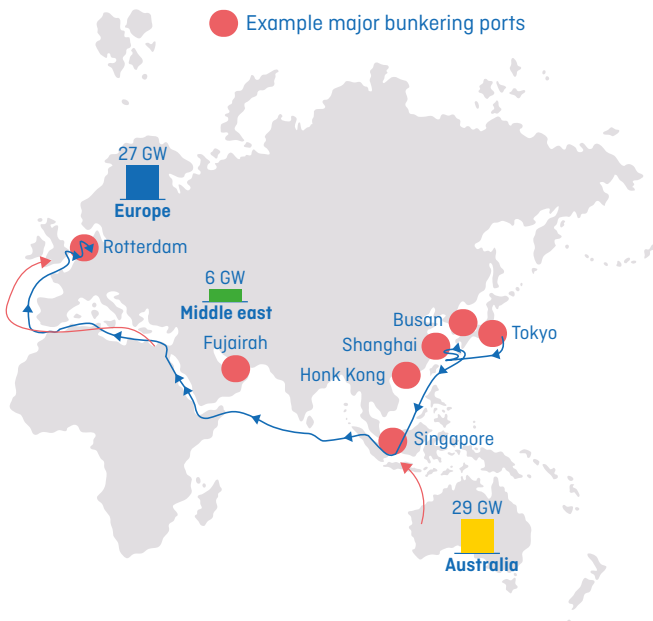 Example major bunkering ports
27 GW
Europe
Rotterdam
6 GW
Middle east
Fujairah
Busan
Tokyo
Shanghai
Honk Kong
Singapore
29 GW
Australia